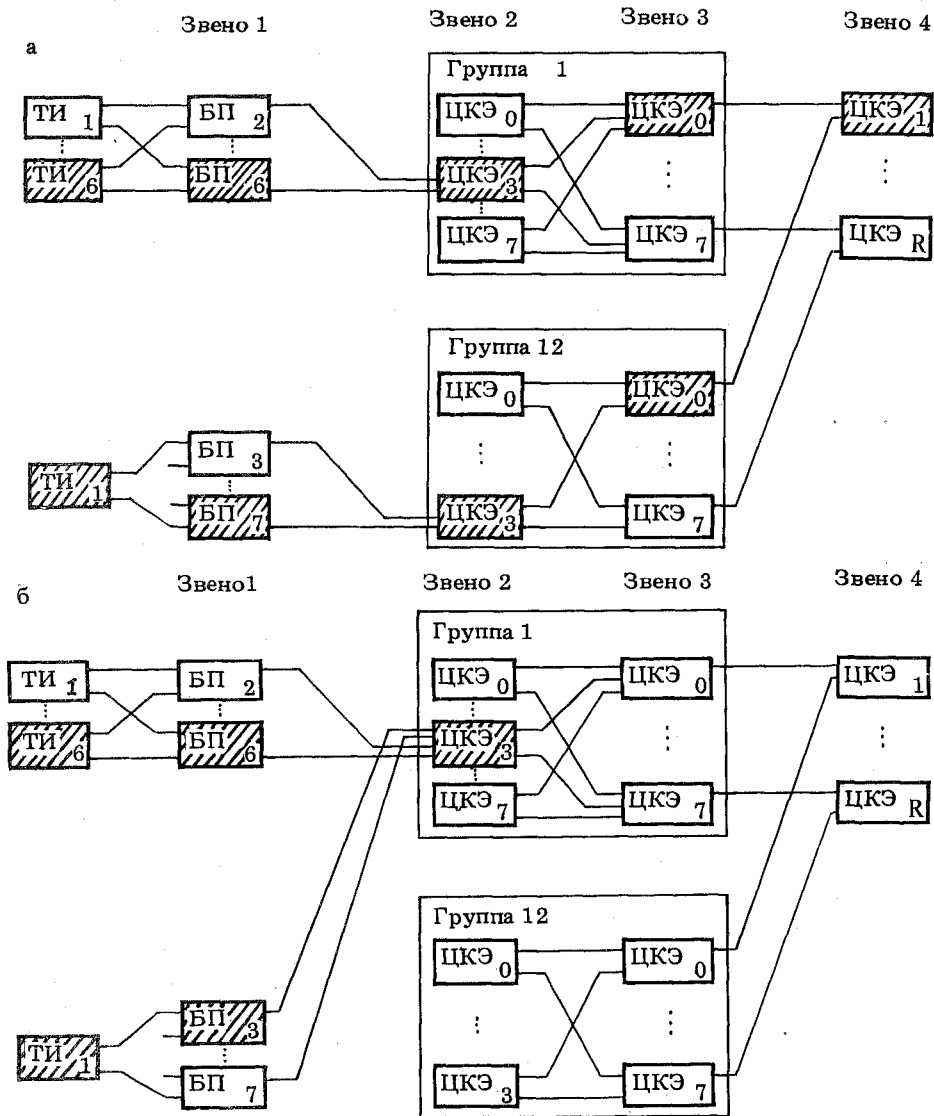 Звено 1 Звено 2 Звено 3 Звено 4
а
Группа 1
ТИ 1 БП 2 ЦКЭ 0 ЦКЭ 0 ЦКЭ 1
ТИ 6 БП 6 ЦКЭ 3
ЦКЭ 7 ЦКЭ 7 ЦКЭ R
Группа 12
ЦКЭ 0 ЦКЭ 0
ТИ 1 БП 3
БП 7 ЦКЭ 3 ЦКЭ 7
Звено1 Звено 2 Звено 3 Звено 4
б
Группа 1
ТИ 1 БП 2 ЦКЭ 0 ЦКЭ 0 ЦКЭ 1
ТИ 6 БП 6 ЦКЭ 3
ЦКЭ 7 ЦКЭ 7 ЦКЭ R
Группа 12
ЦКЭ 0 ЦКЭ 0
БП 3
ТИ 1
БП 7 ЦКЭ 3 ЦКЭ 7